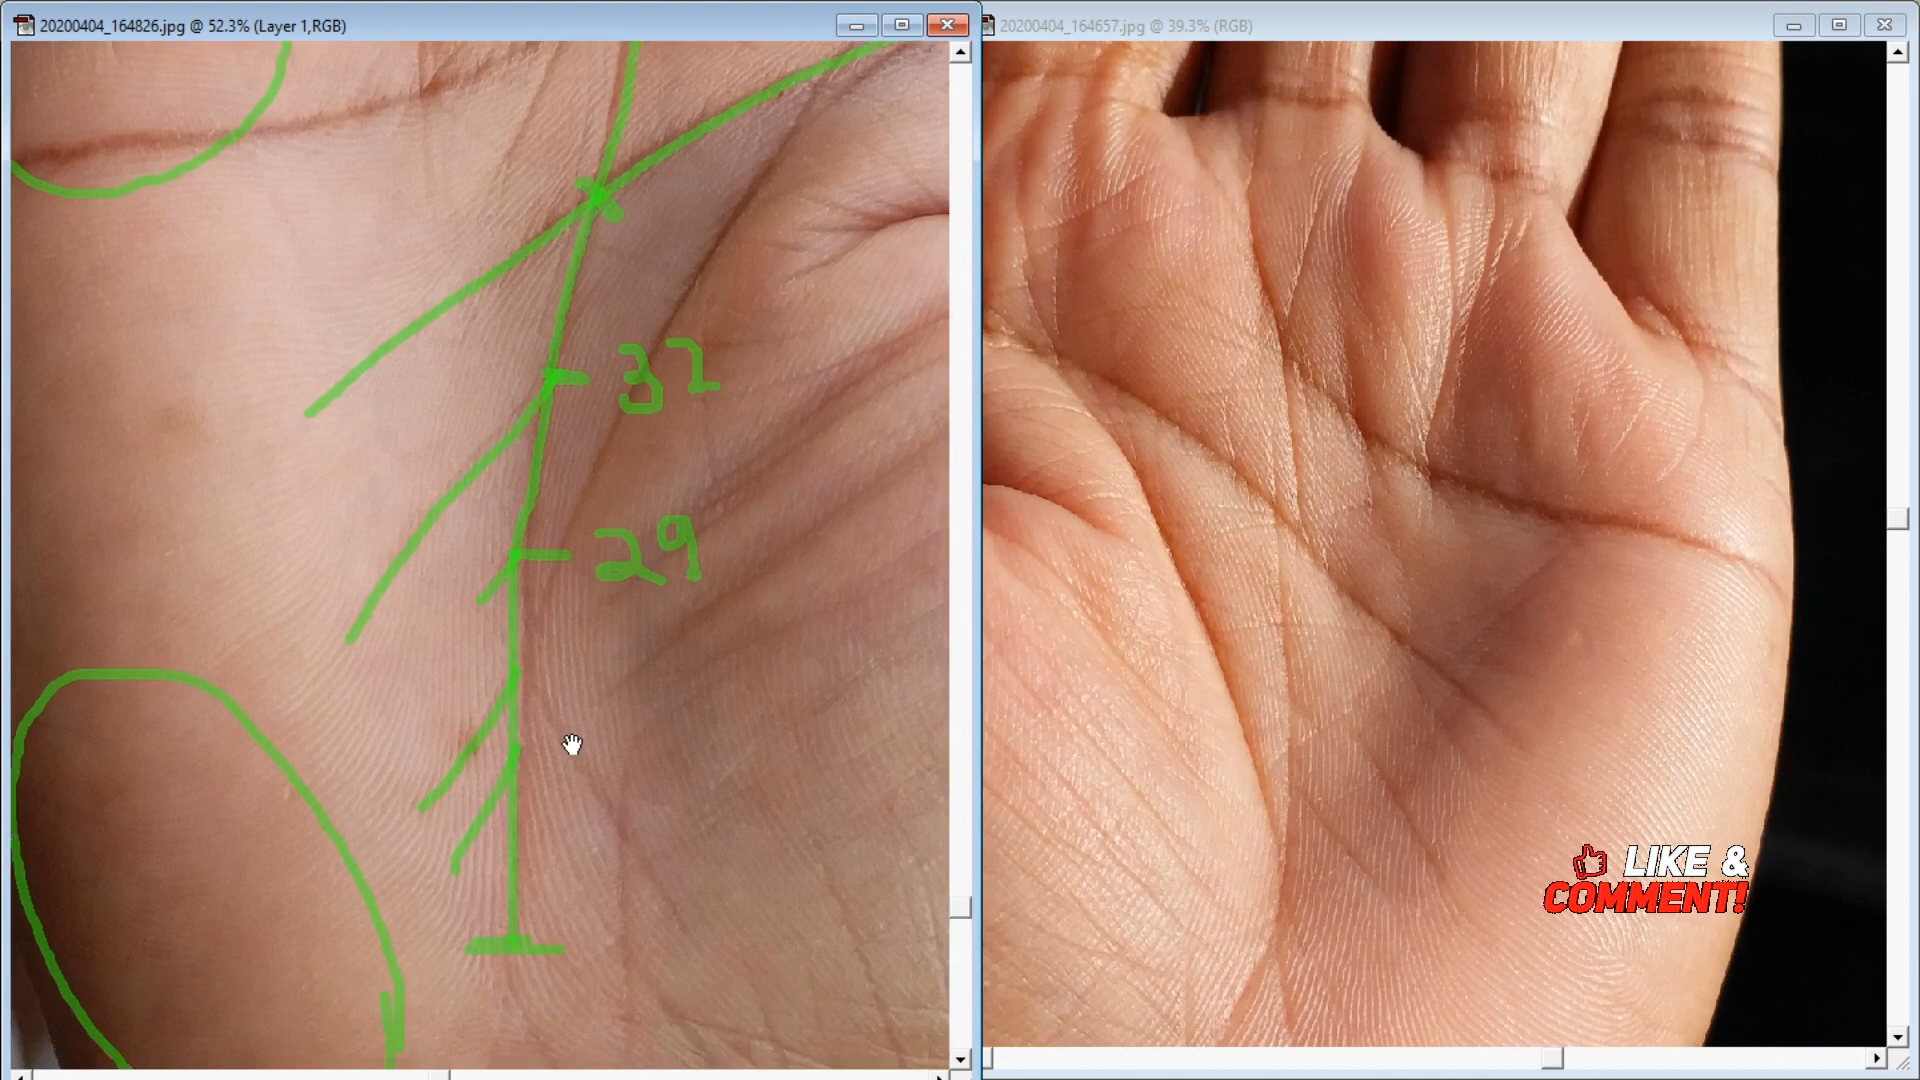 20200404_164826.jpg @ 52.3% (Layer 1,RGB)
20200404_164657.jpg @ 39.3% (RGB)
32
29
LIKE &
COMMENT!